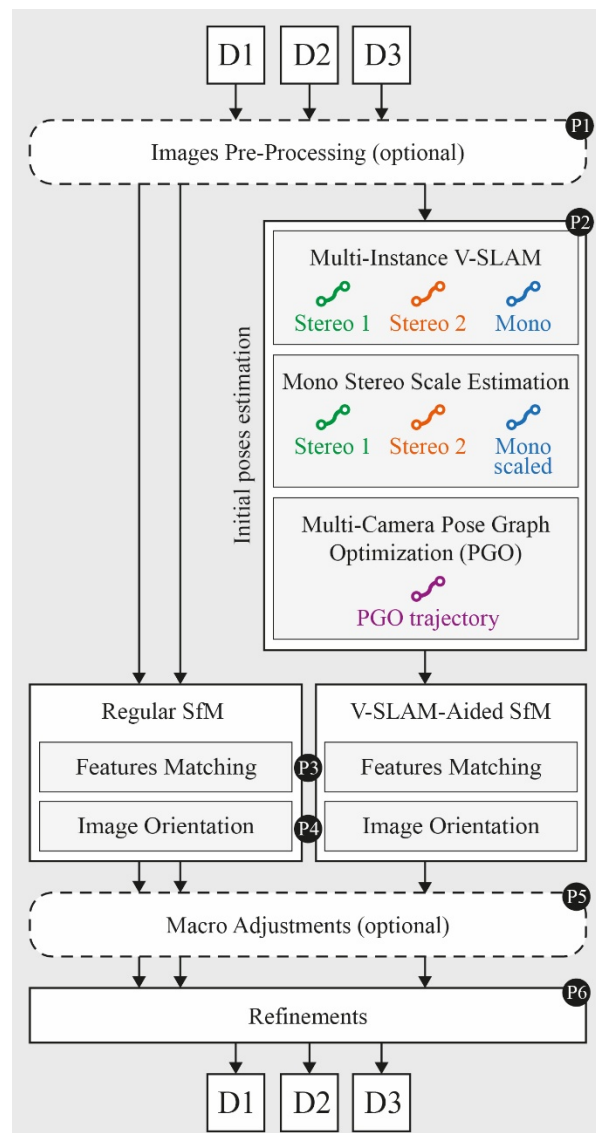 D1 D2 D3
P1
Images Pre-Processing (optional)
P2
Initial poses estimation
Multi-Instance V-SLAM
Stereo 1 Stereo 2 Mono
Mono Stereo Scale Estimation
Stereo 1 Stereo 2 Mono
scaled
Multi-Camera Pose Graph
Optimization (PGO)
PGO trajectory
Regular SfM V-SLAM-Aided SfM
Features Matching P3 Features Matching
Image Orientation P4 Image Orientation
P5
Macro Adjustments (optional)
P6
Refinements
D1 D2 D3